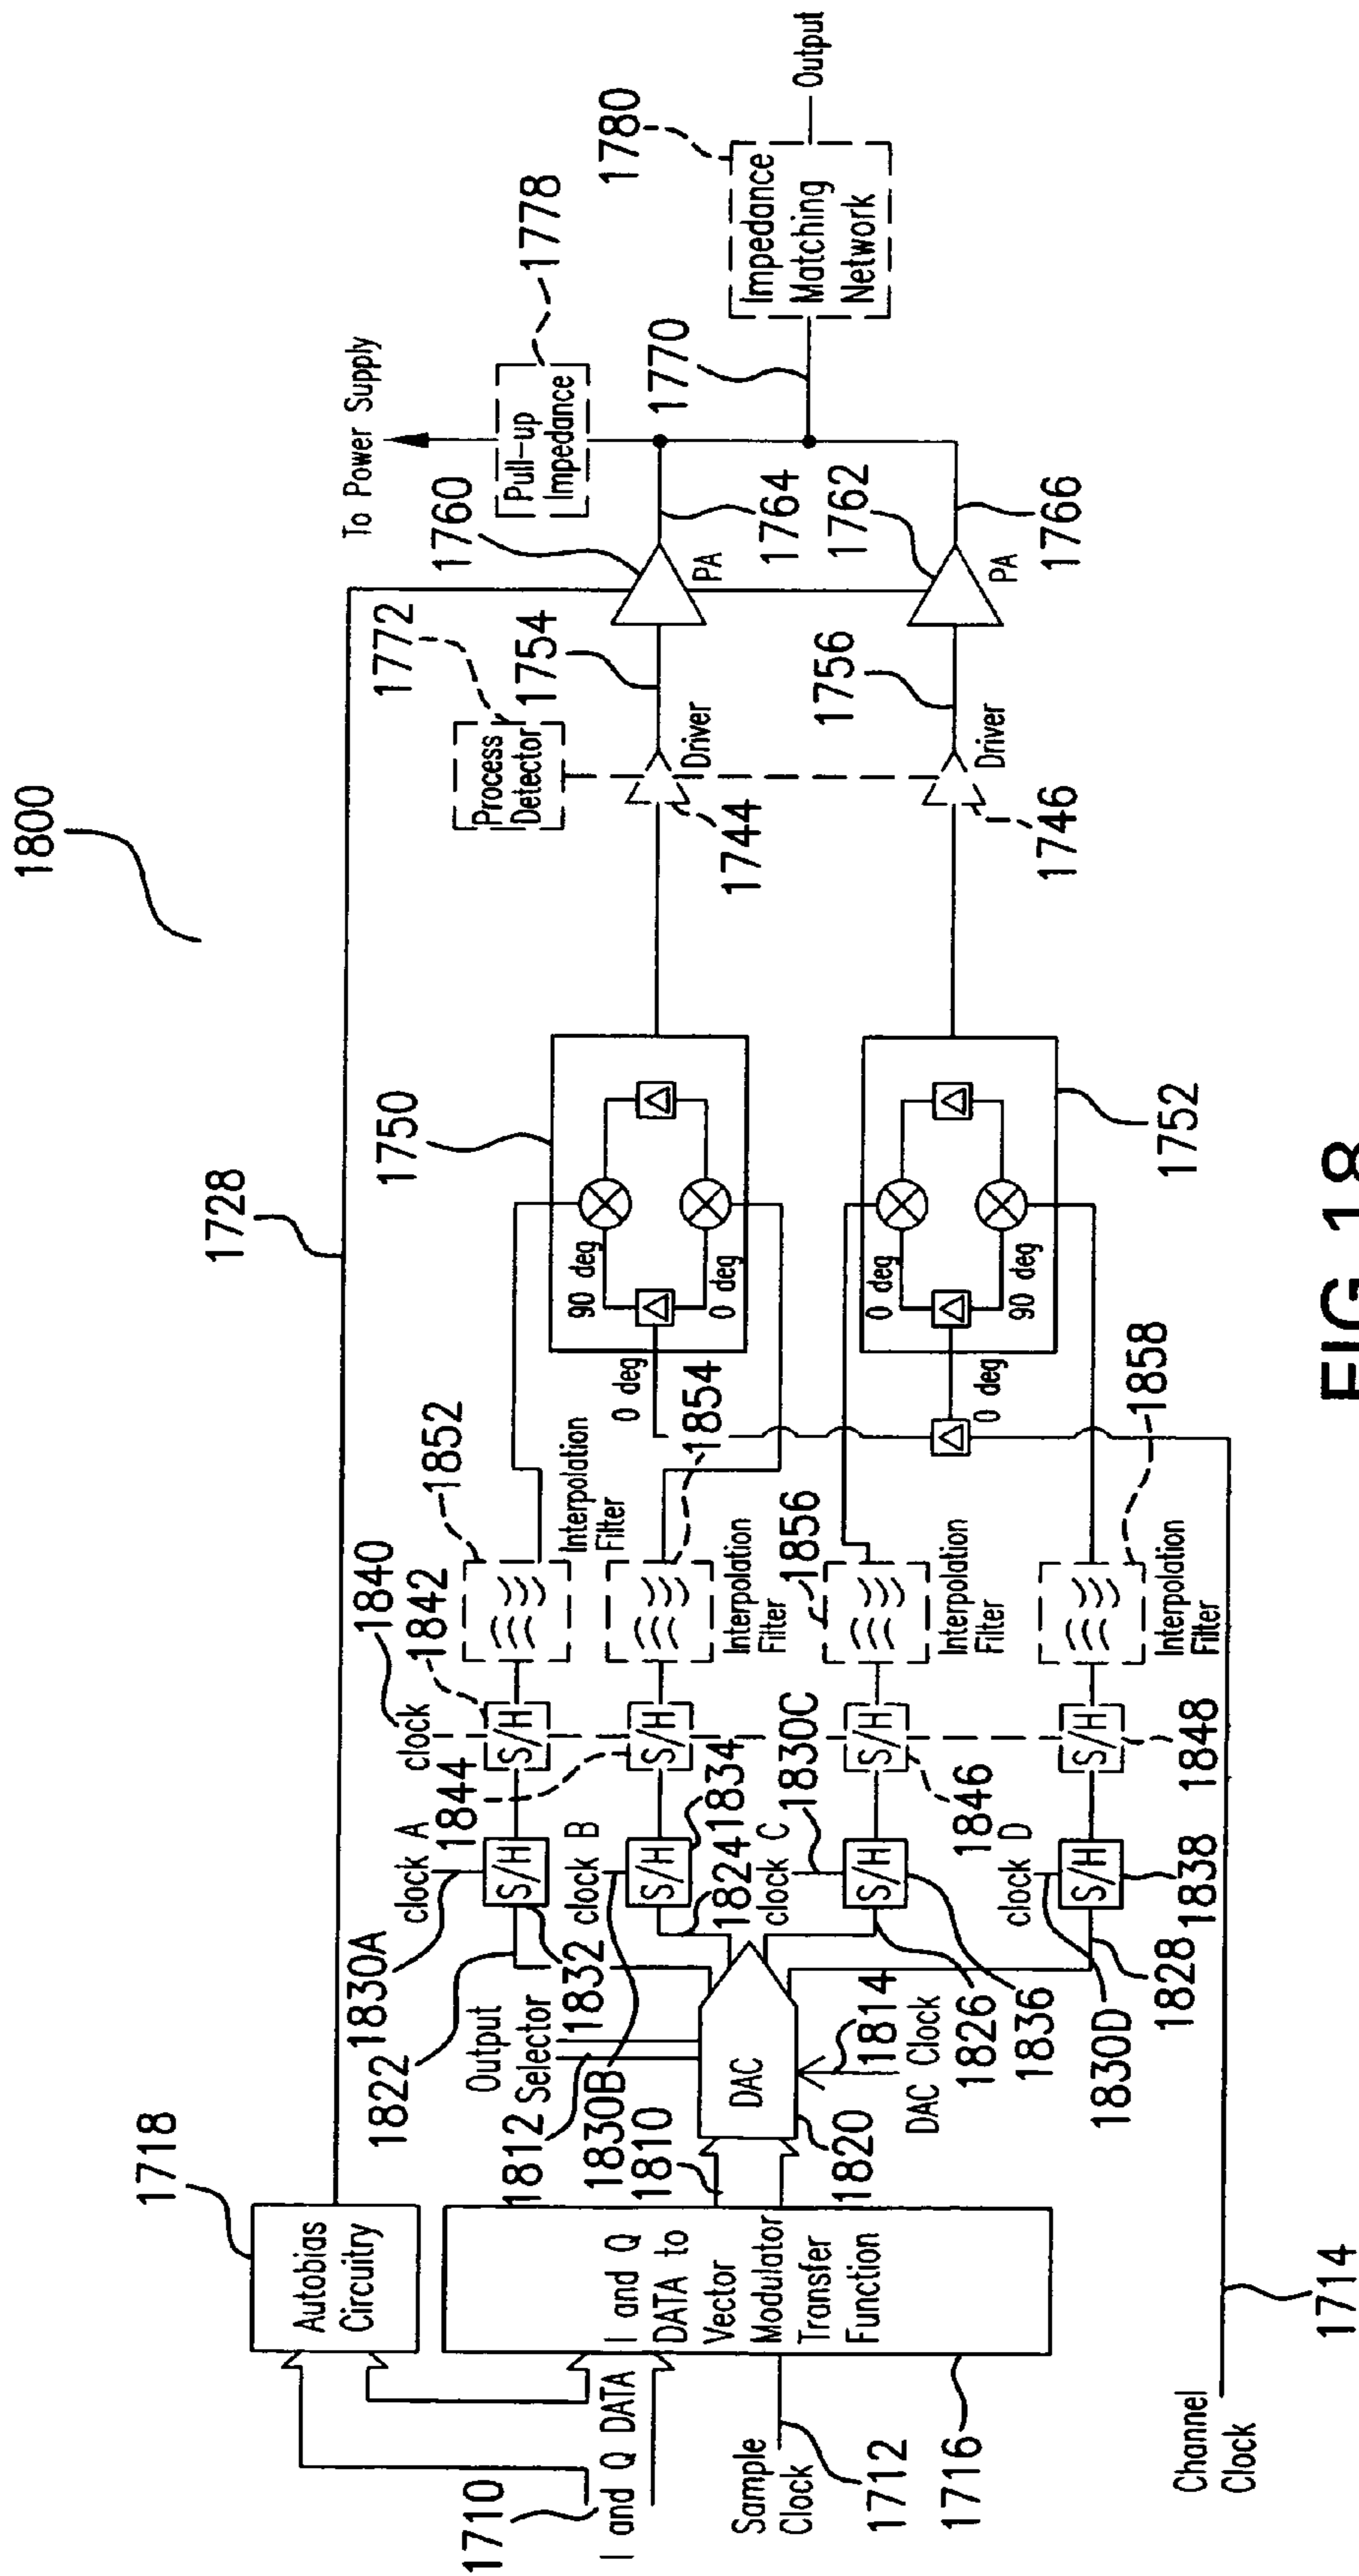 1800
1728
1718
Autobias
Circuitry
1710
I and Q DATA
Sample
Clock
1712
1716
I and Q
DATA to
Vector
Modulator
Transfer
Function
1810
1812
Output
Selector
DAC
1820
1814
DAC Clock
1822
1824
1826
1828
1830A
clock A
S/H
1832
1830B
clock B
S/H
1834
1830C
clock C
S/H
1836
1830D
clock D
S/H
1838
1840
clock
1842
S/H
1844
S/H
1846
S/H
1848
S/H
1852
Interpolation
Filter
1854
Interpolation
Filter
1856
Interpolation
Filter
1858
Interpolation
Filter
1750
90 deg
0 deg
0 deg
1752
0 deg
90 deg
0 deg
Channel
Clock
1714
Process
Detector
1772
1744
Driver
1754
1746
Driver
1756
1760
PA
1764
1762
PA
1766
To Power Supply
Pull-up
Impedance
1778
1770
Impedance
Matching
Network
1780
Output
FIG.18